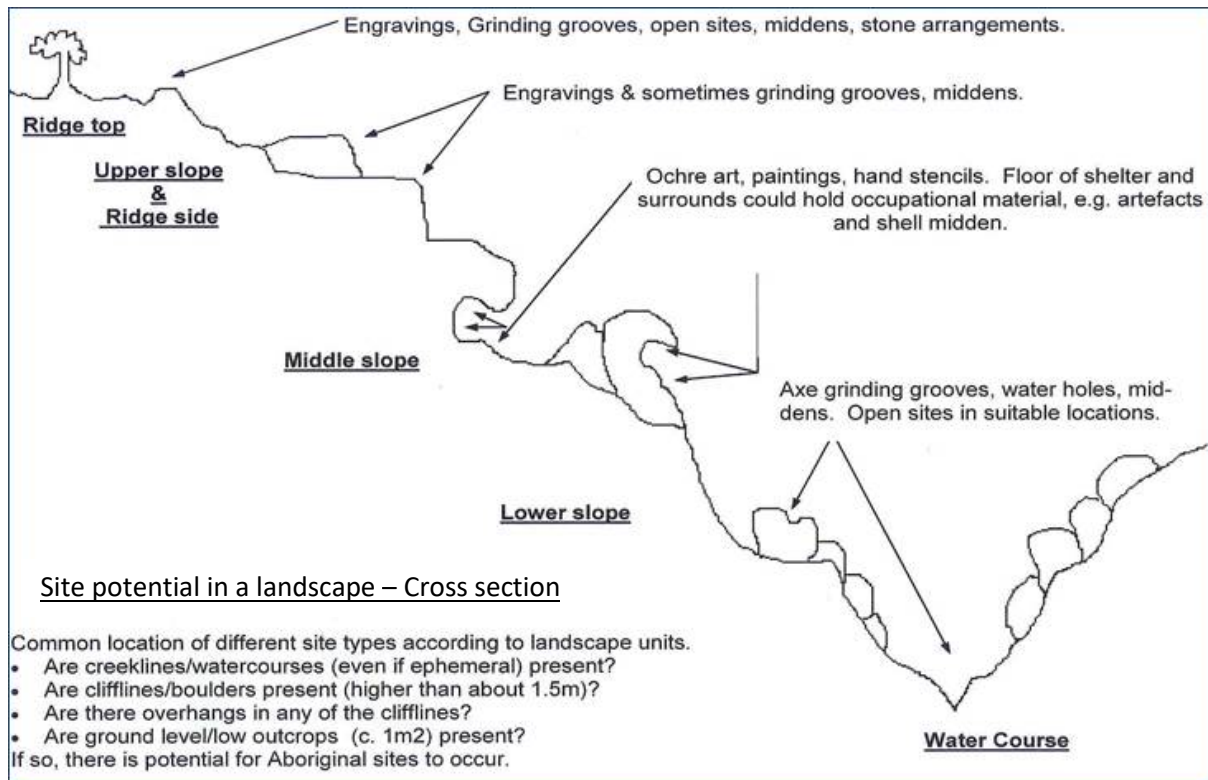 Engravings, Grinding grooves, open sites, middens, stone arrangements.
Ridge top
Engravings & sometimes grinding grooves, middens.
Upper slope
&
Ridge side
Ochre art, paintings, hand stencils. Floor of shelter and
surrounds could hold occupational material, e.g. artefacts
and shell midden.
Middle slope
Axe grinding grooves, water holes, mid-
dens. Open sites in suitable locations.
Lower slope
Site potential in a landscape – Cross section
Common location of different site types according to landscape units.
• Are creeklines/watercourses (even if ephemeral) present?
• Are clifflines/boulders present (higher than about 1.5m)?
• Are there overhangs in any of the clifflines?
• Are ground level/low outcrops (c. 1m2) present?
If so, there is potential for Aboriginal sites to occur.
Water Course